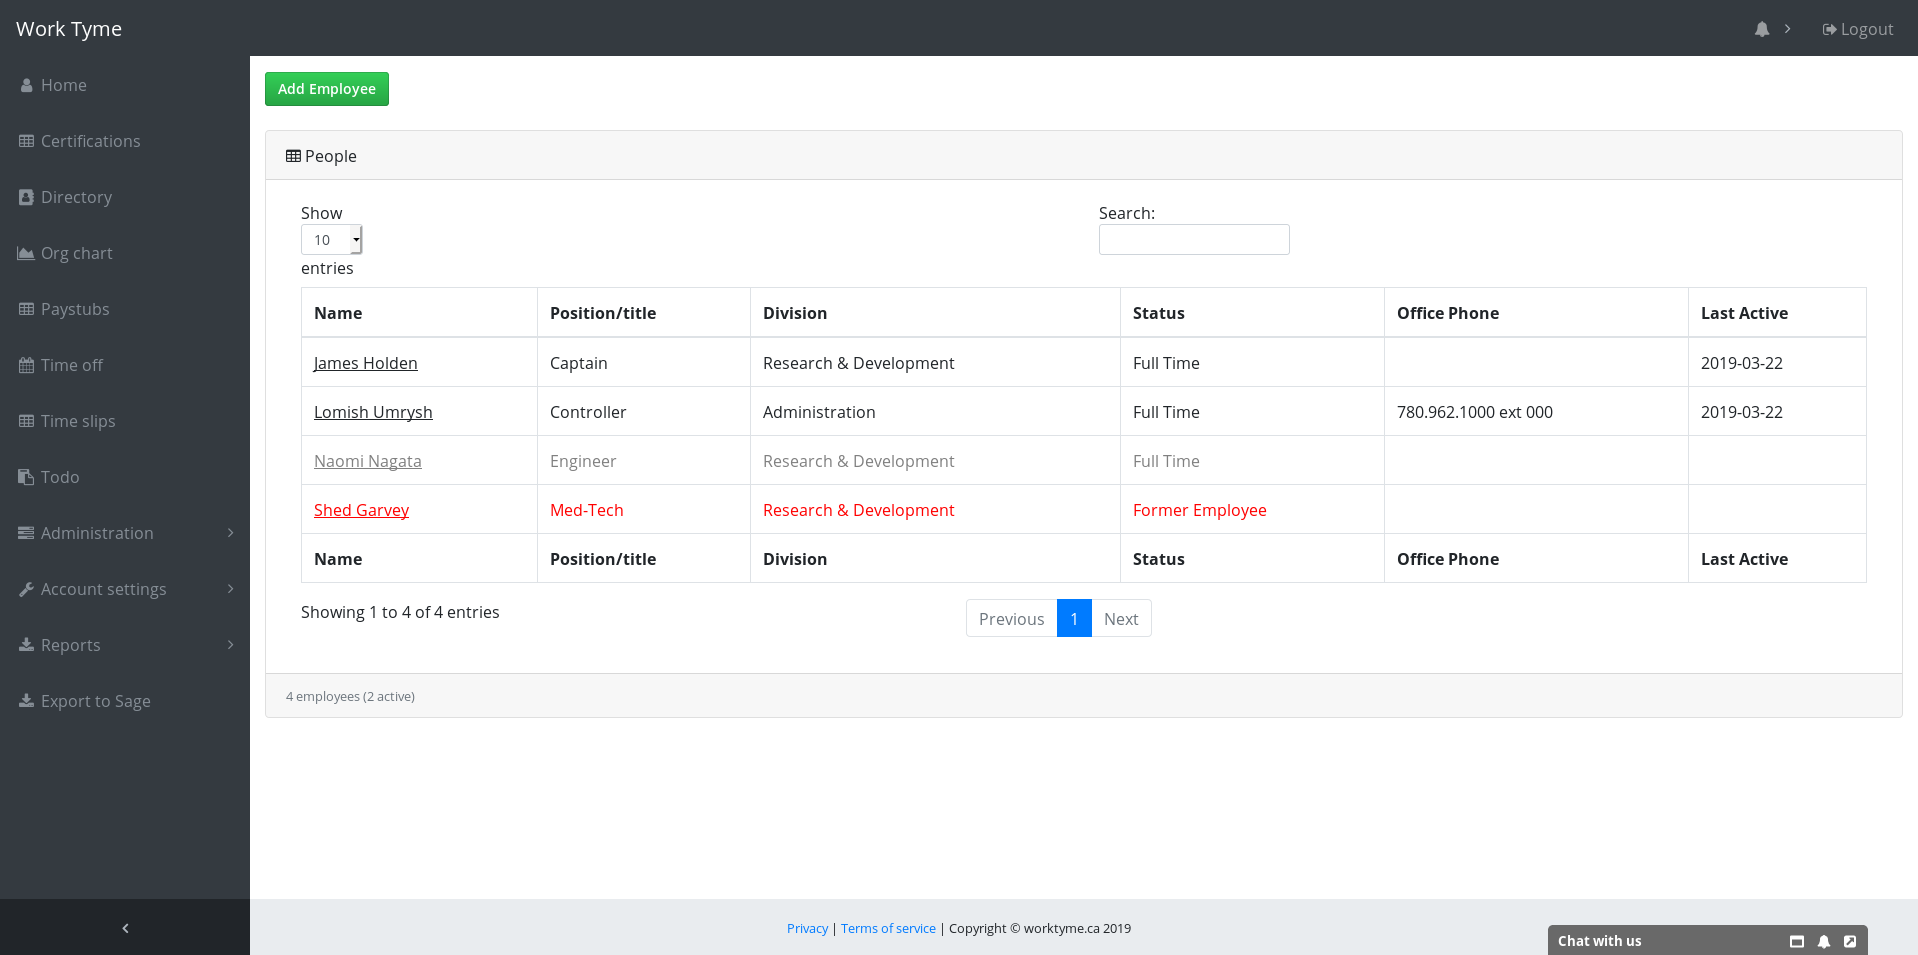 Work Tyme
Logout
Home
Certifications
Directory
Org chart
Paystubs
Time off
Time slips
Todo
Administration
Account settings
Reports
Export to Sage
Add Employee
People
Show
10
entries
Search:
Name Position/title Division Status Office Phone Last Active
James Holden Captain Research & Development Full Time 2019-03-22
Lomish Umrysh Controller Administration Full Time 780.962.1000 ext 000 2019-03-22
Naomi Nagata Engineer Research & Development Full Time
Shed Garvey Med-Tech Research & Development Former Employee
Name Position/title Division Status Office Phone Last Active
Showing 1 to 4 of 4 entries
Previous 1 Next
4 employees (2 active)
Privacy | Terms of service | Copyright © worktyme.ca 2019
Chat with us